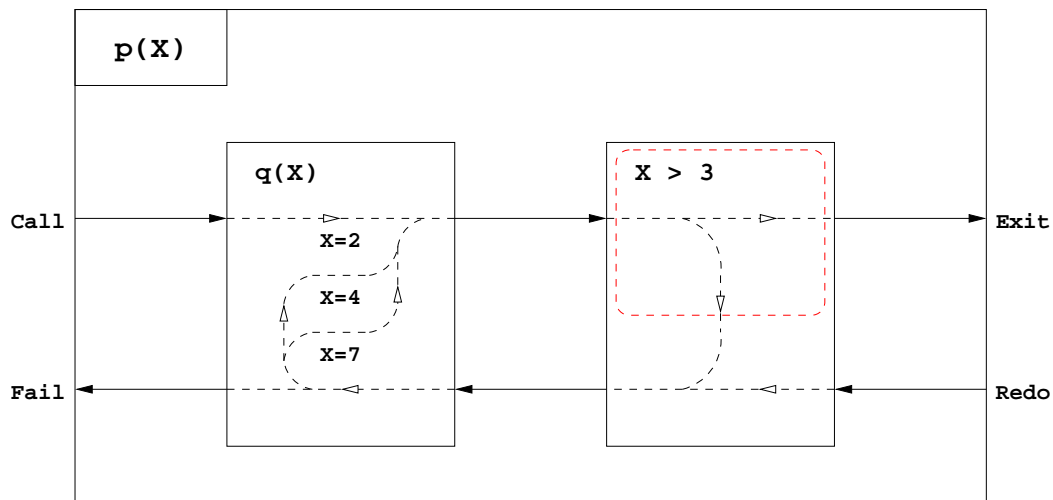 p(X)
q(X)
X > 3
Call
Exit
X=2
X=4
X=7
Fail
Redo